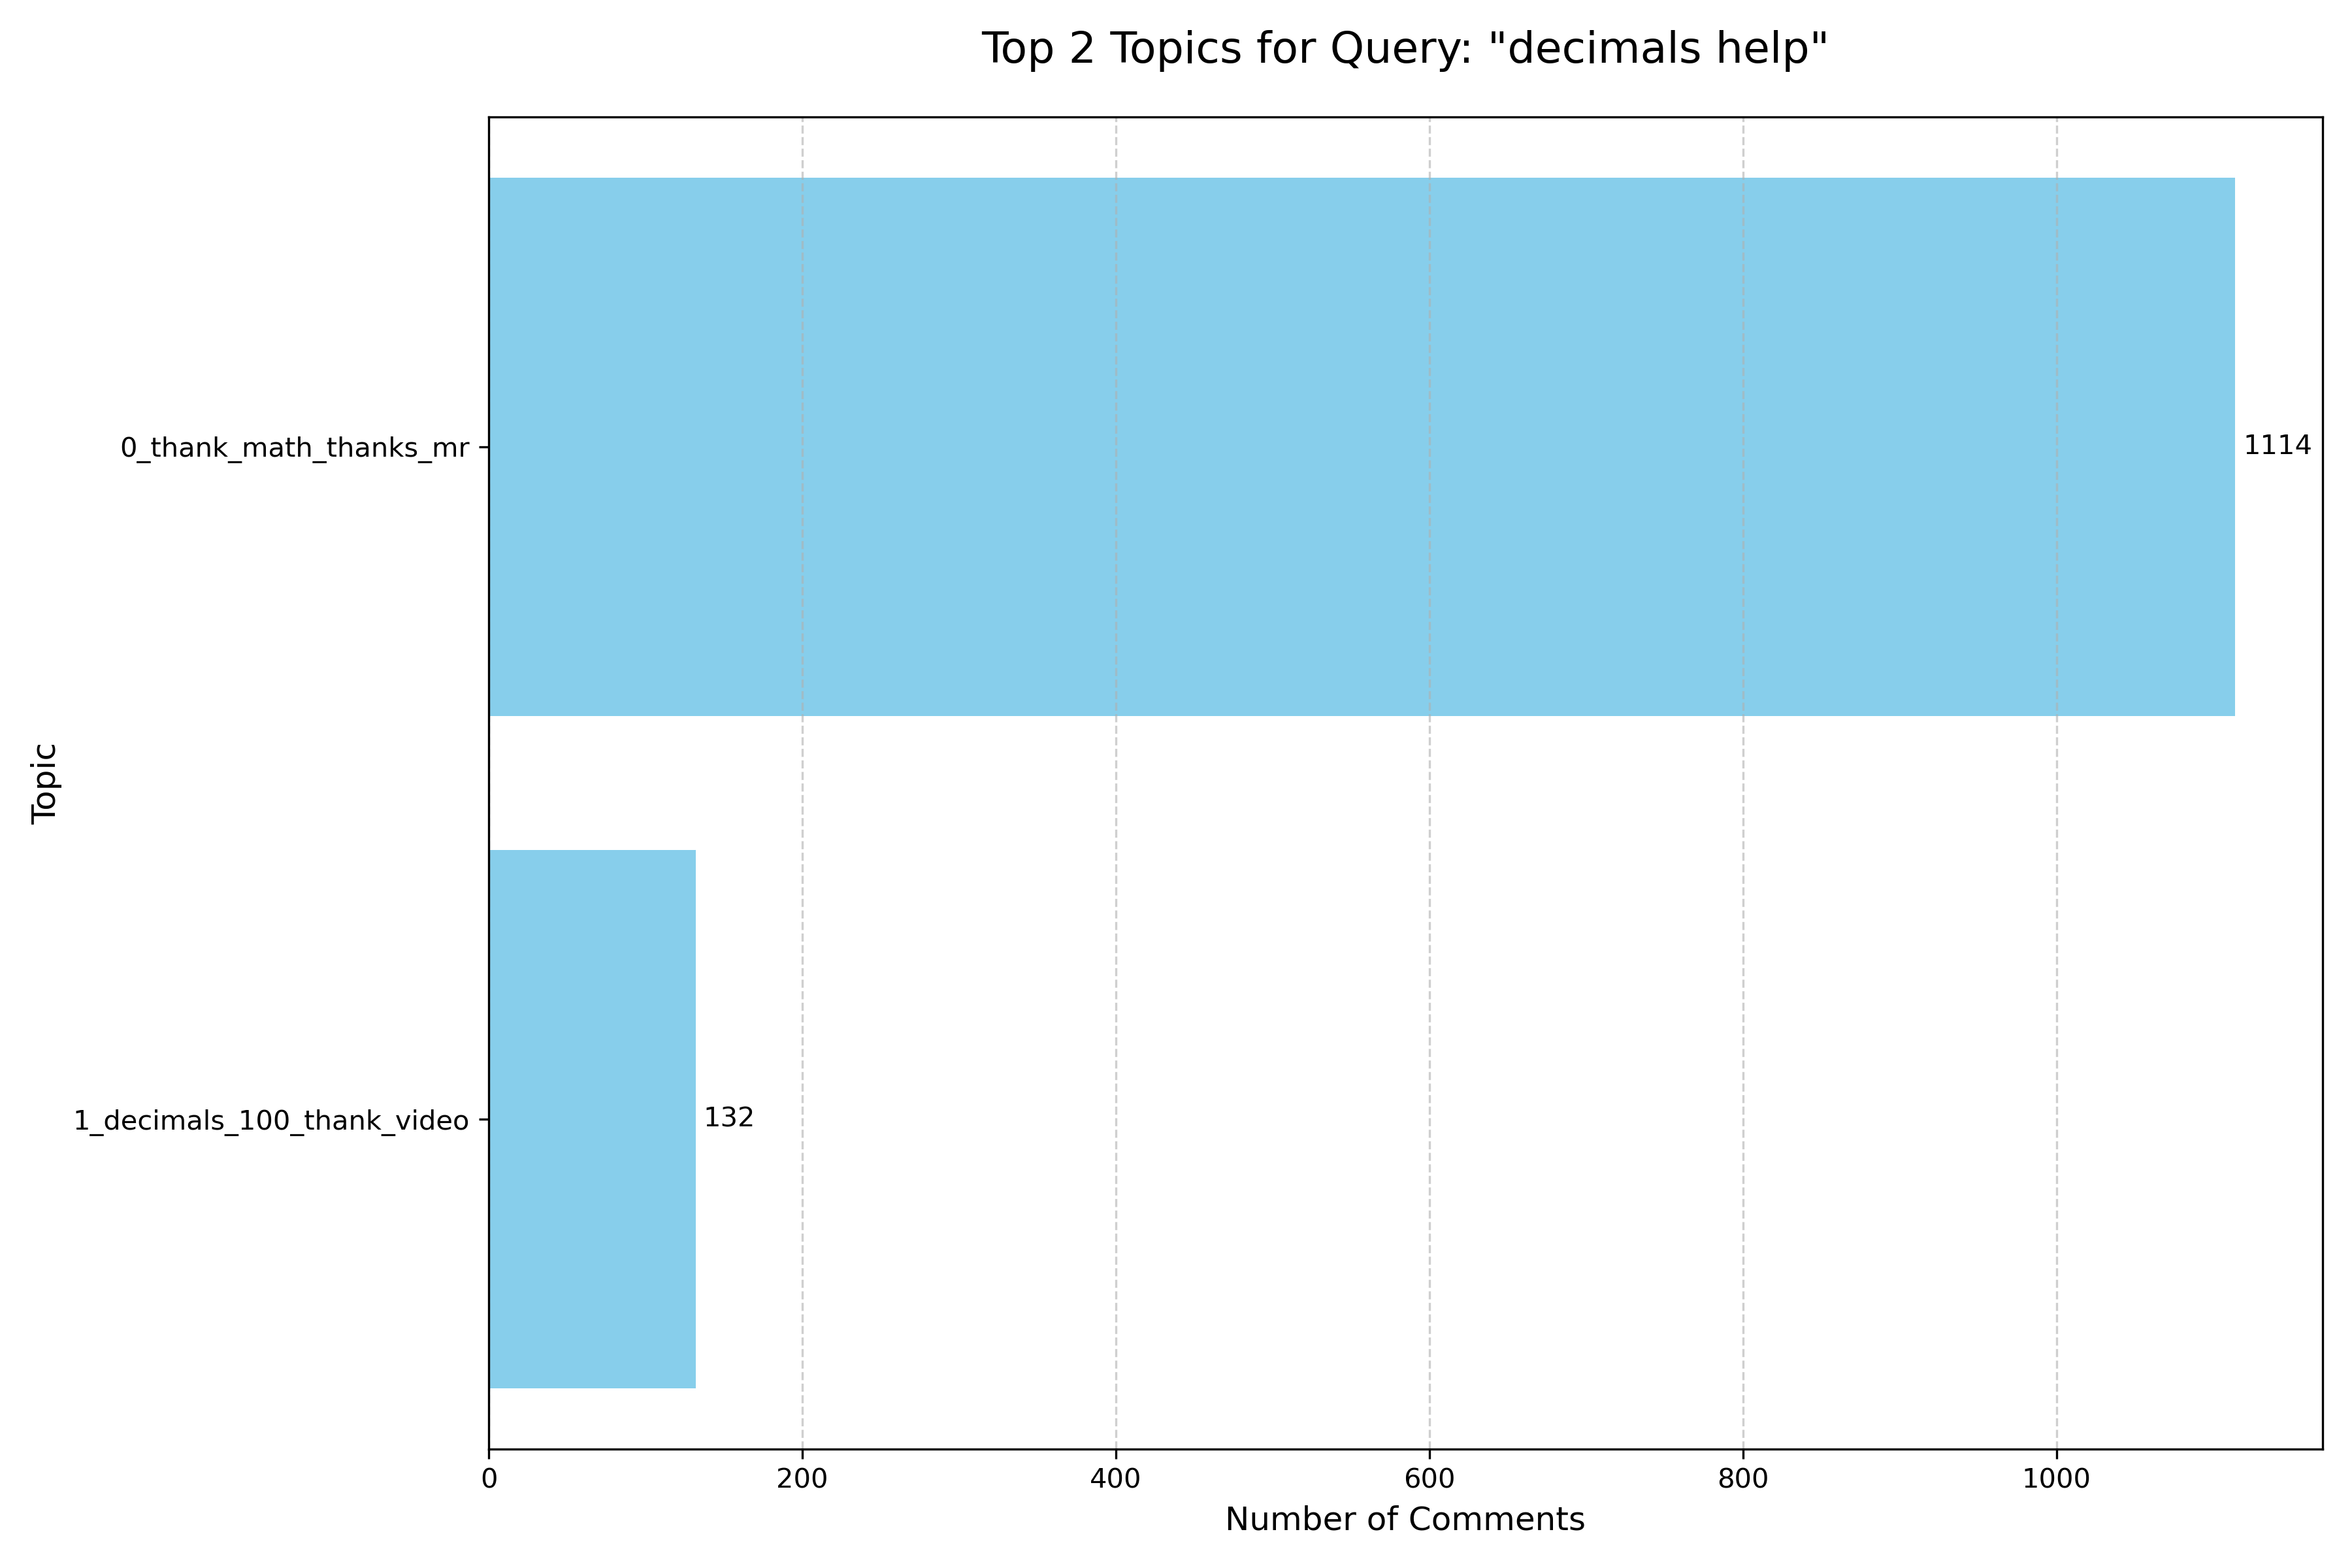 Top 2 Topics for Query: "decimals help"
Topic
0_thank_math_thanks_mr
1114
1_decimals_100_thank_video
132
0 200 400 600 800 1000
Number of Comments